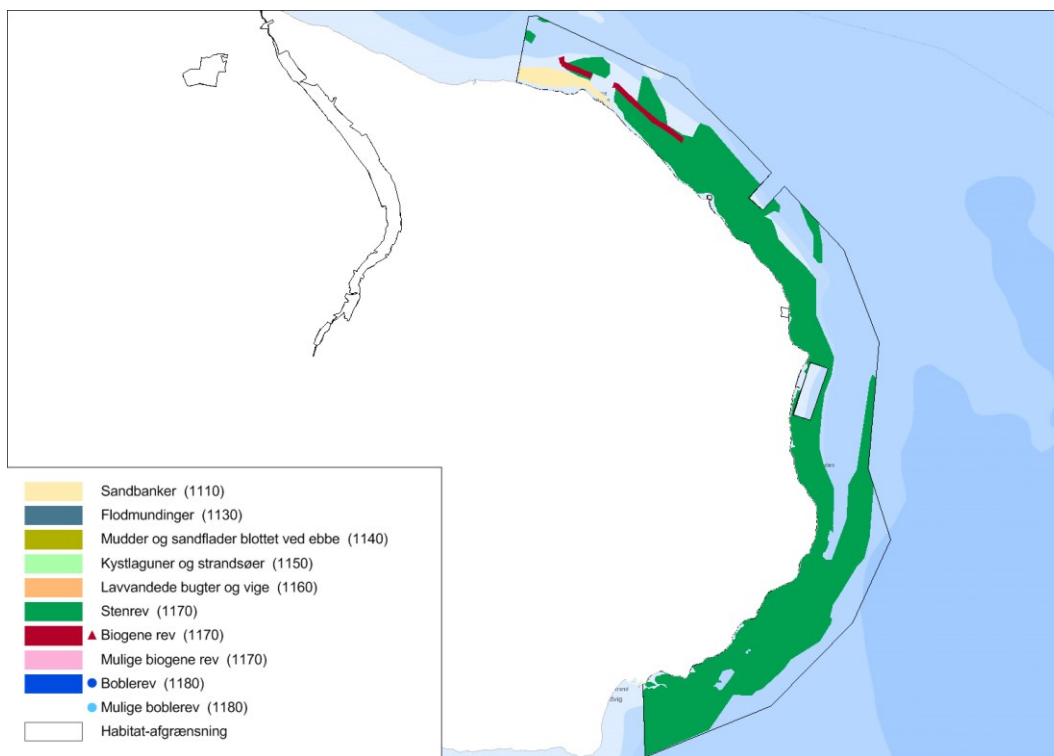 Sandbanker (1110)
Flodmundinger (1130)
Mudder og sandflader blottet ved ebbe (1140)
Kystlaguner og strandsøer (1150)
Lavvandede bugter og vige (1160)
Stenrev (1170)
Biogene rev (1170)
Mulige biogene rev (1170)
Boblerev (1180)
Mulige boblerev (1180)
Habitat-afgrænsning